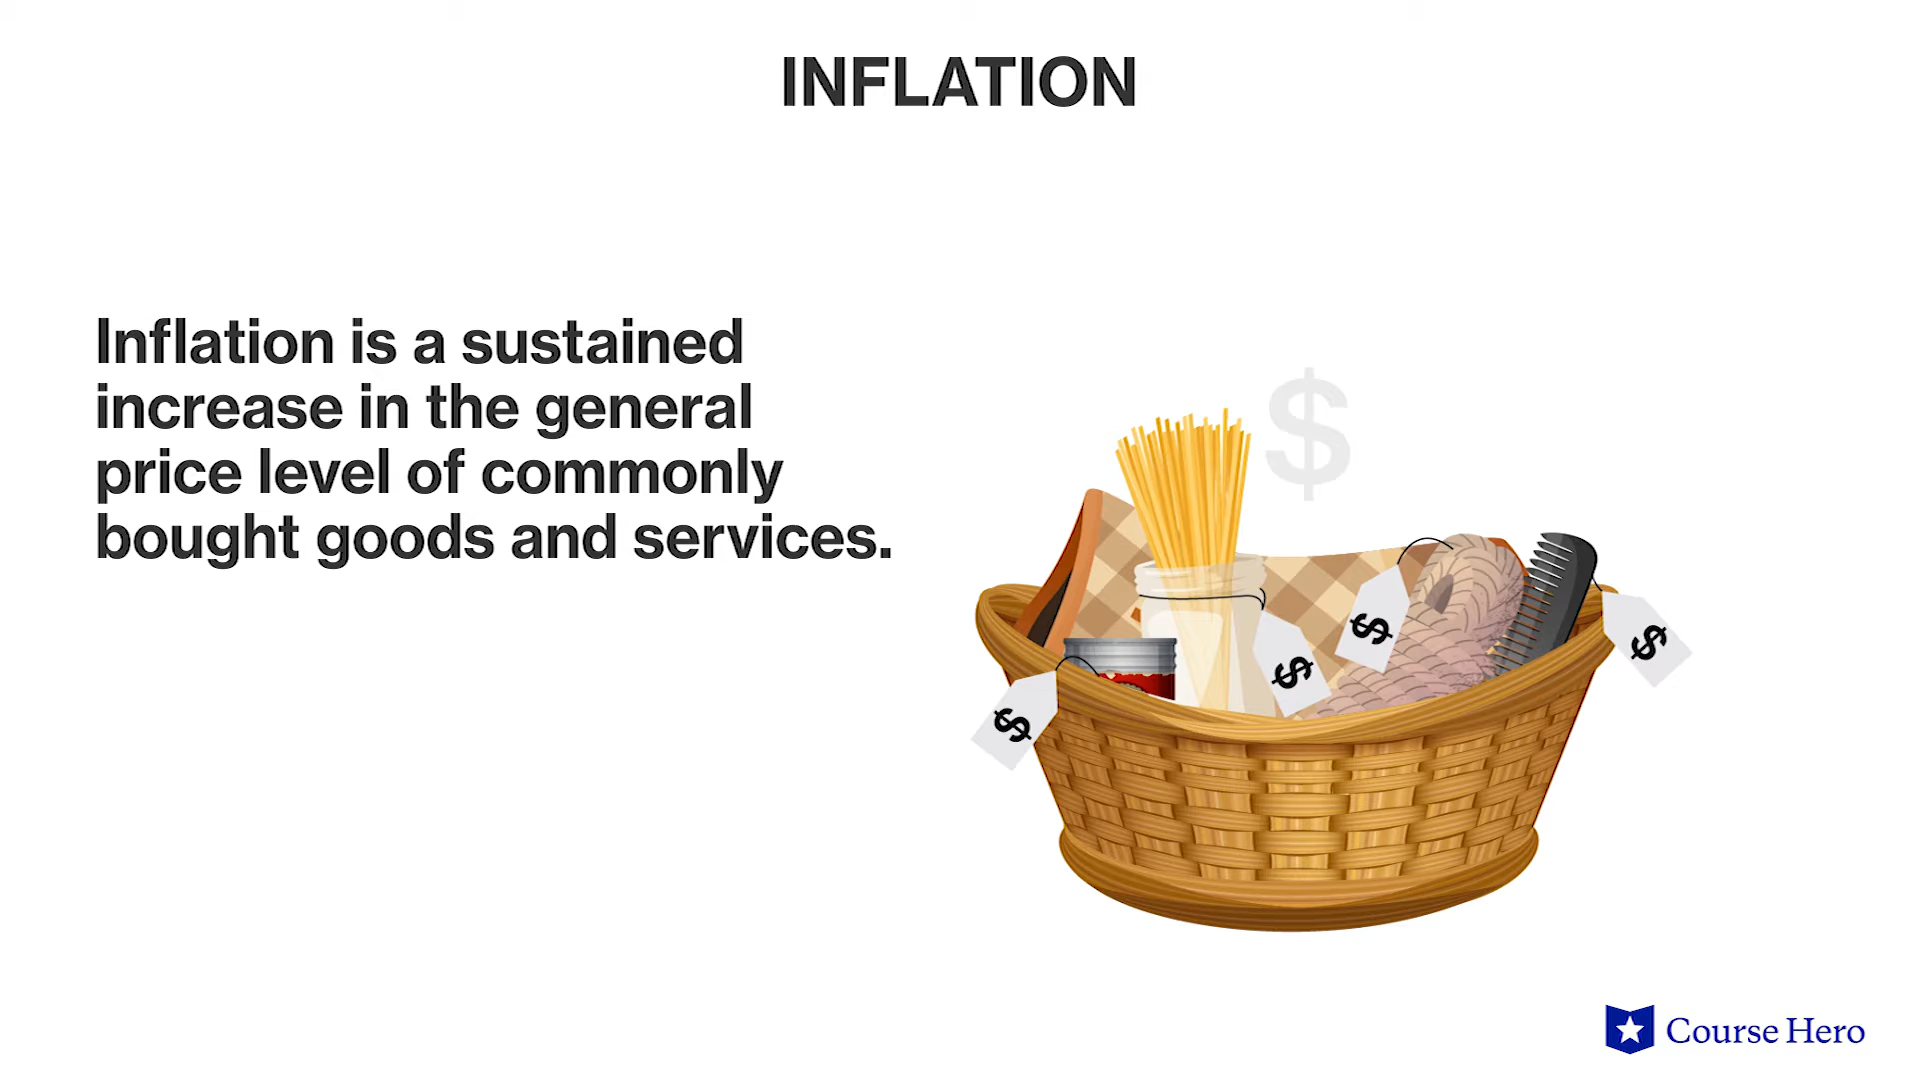 INFLATION
Inflation is a sustained
increase in the general
price level of commonly
bought goods and services.
$
$
$
$
$
Course Hero